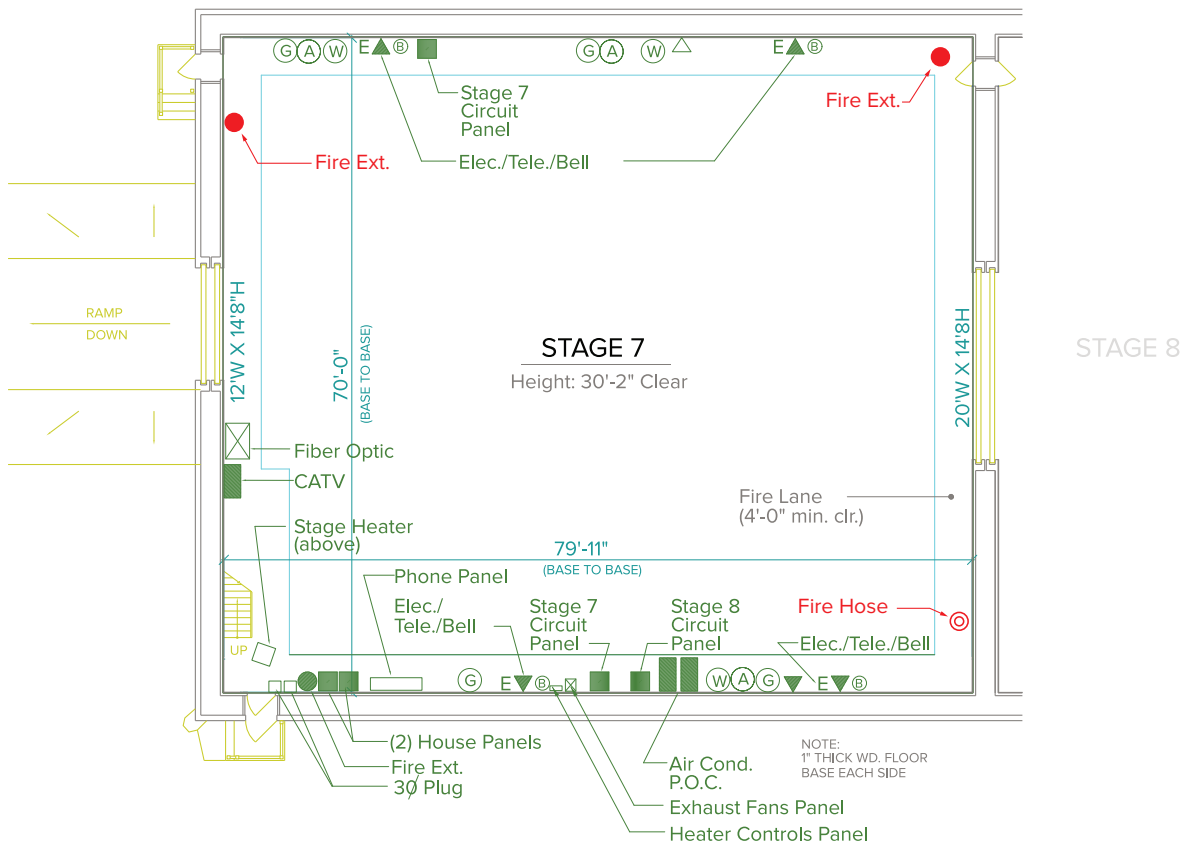 G A W E B
G A W
E B
Stage 7
Circuit
Panel
Fire Ext.
Fire Ext.
Elec./Tele./Bell
RAMP
DOWN
12'W X 14'8"H
70'-0"
(BASE TO BASE)
STAGE 7
Height: 30'-2" Clear
20'W X 14'8H
STAGE 8
Fiber Optic
CATV
Fire Lane
(4'-0" min. clr.)
Stage Heater
(above)
79'-11"
(BASE TO BASE)
Phone Panel
Elec./
Tele./Bell
Stage 7
Circuit
Panel
Stage 8
Circuit
Panel
Fire Hose
Elec./Tele./Bell
UP
G E B
W A G
E B
(2) House Panels
Fire Ext.
30 Plug
Air Cond.
P.O.C.
Exhaust Fans Panel
Heater Controls Panel
NOTE:
1" THICK WD. FLOOR
BASE EACH SIDE